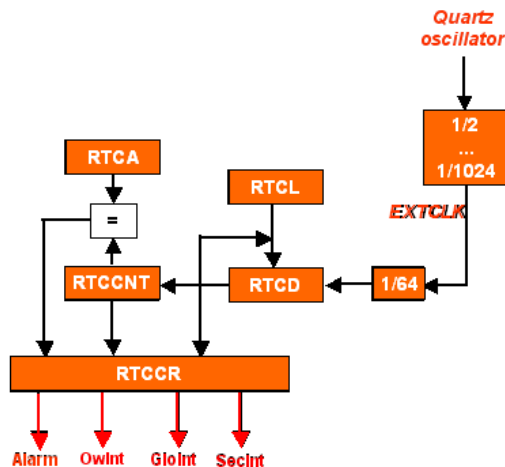 Quartz
oscillator
1/2
...
1/1024
RTCA
RTCL
EXTCLK
=
RTCCNT
RTCD
1/64
RTCCR
Alarm
OwInt
GloInt
SecInt